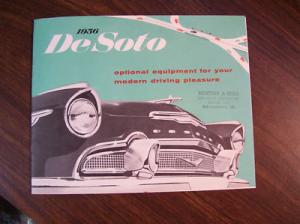 1956
DeSoto
optional equipment for your
modern driving pleasure